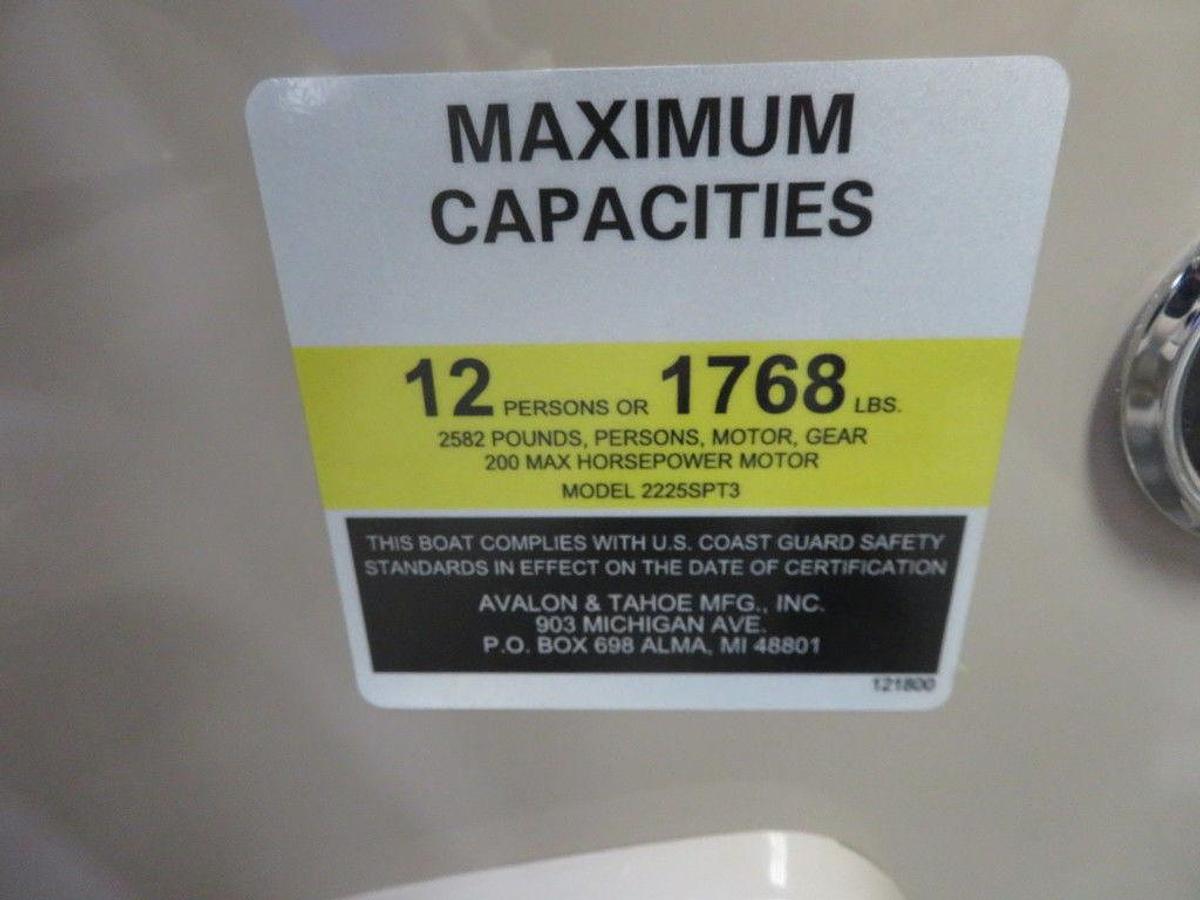 MAXIMUM
CAPACITIES
12 PERSONS OR 1768 LBS.
2582 POUNDS, PERSONS, MOTOR, GEAR
200 MAX HORSEPOWER MOTOR
MODEL 2225SPT3
THIS BOAT COMPLIES WITH U.S. COAST GUARD SAFETY
STANDARDS IN EFFECT ON THE DATE OF CERTIFICATION
AVALON & TAHOE MFG., INC.
903 MICHIGAN AVE.
P.O. BOX 698 ALMA, MI 48801
121800